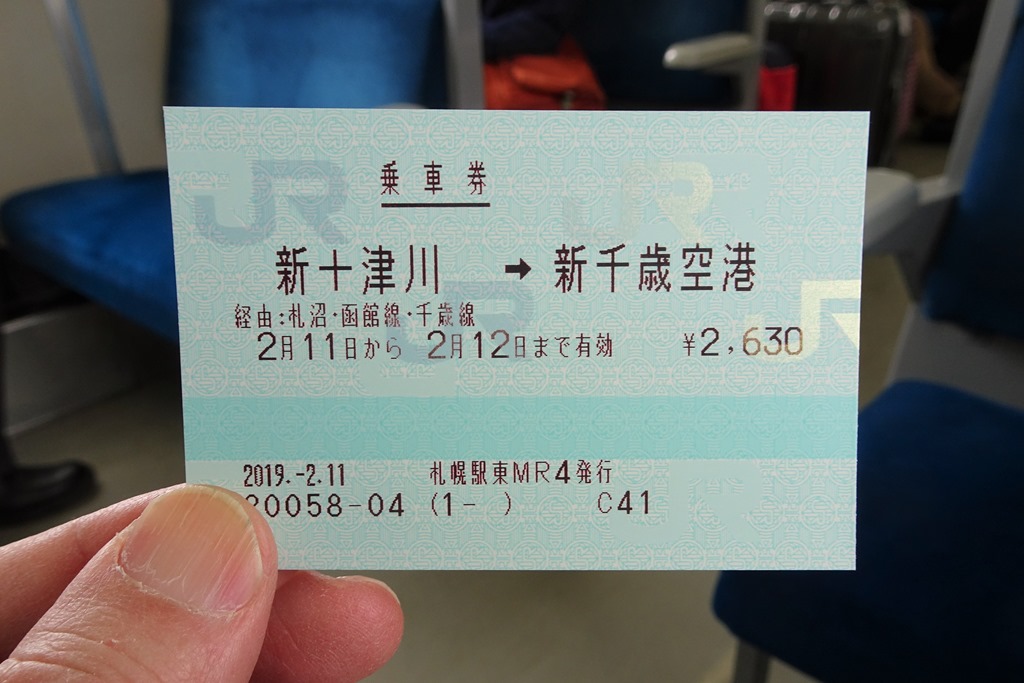 乗車券
新十津川 → 新千歳空港
経由:札沼・函館線・千歳線
2月11日から 2月12日まで有効 ¥2,630
2019.-2.11 札幌駅東MR4発行
20058-04 (1- ) C41